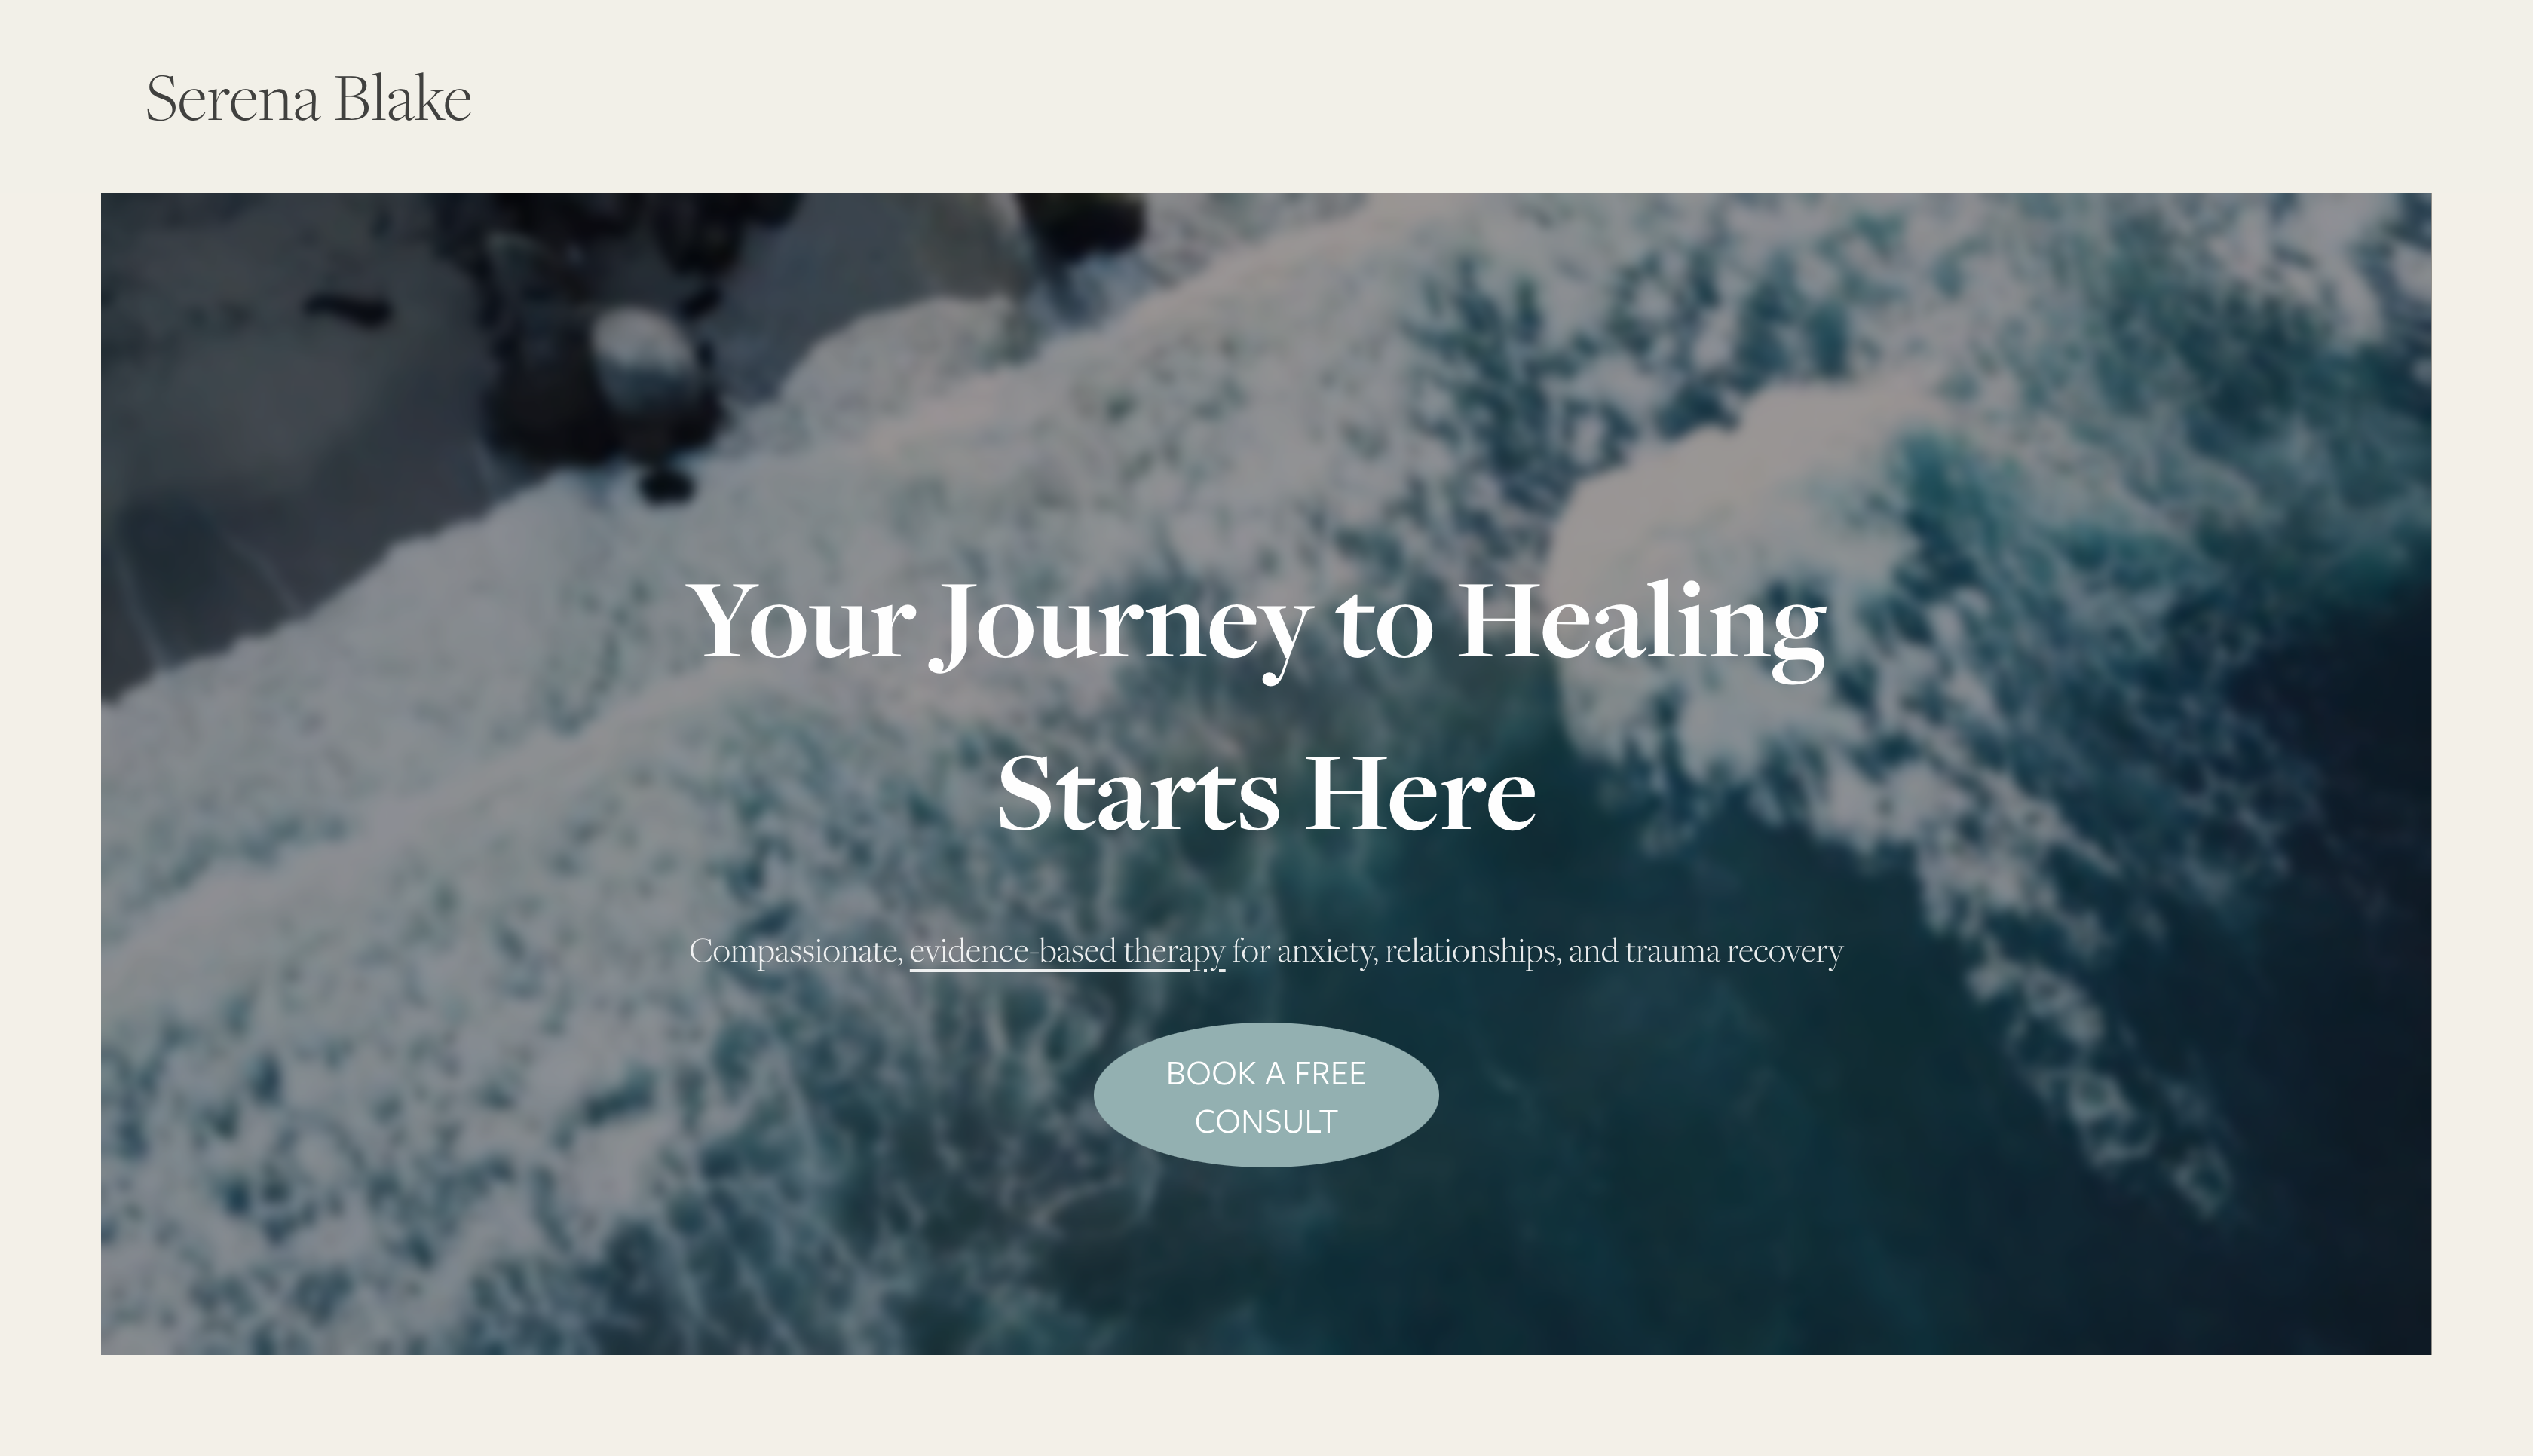 Serena Blake
Your Journey to Healing
Starts Here
Compassionate, evidence-based therapy for anxiety, relationships, and trauma recovery
BOOK A FREE
CONSULT